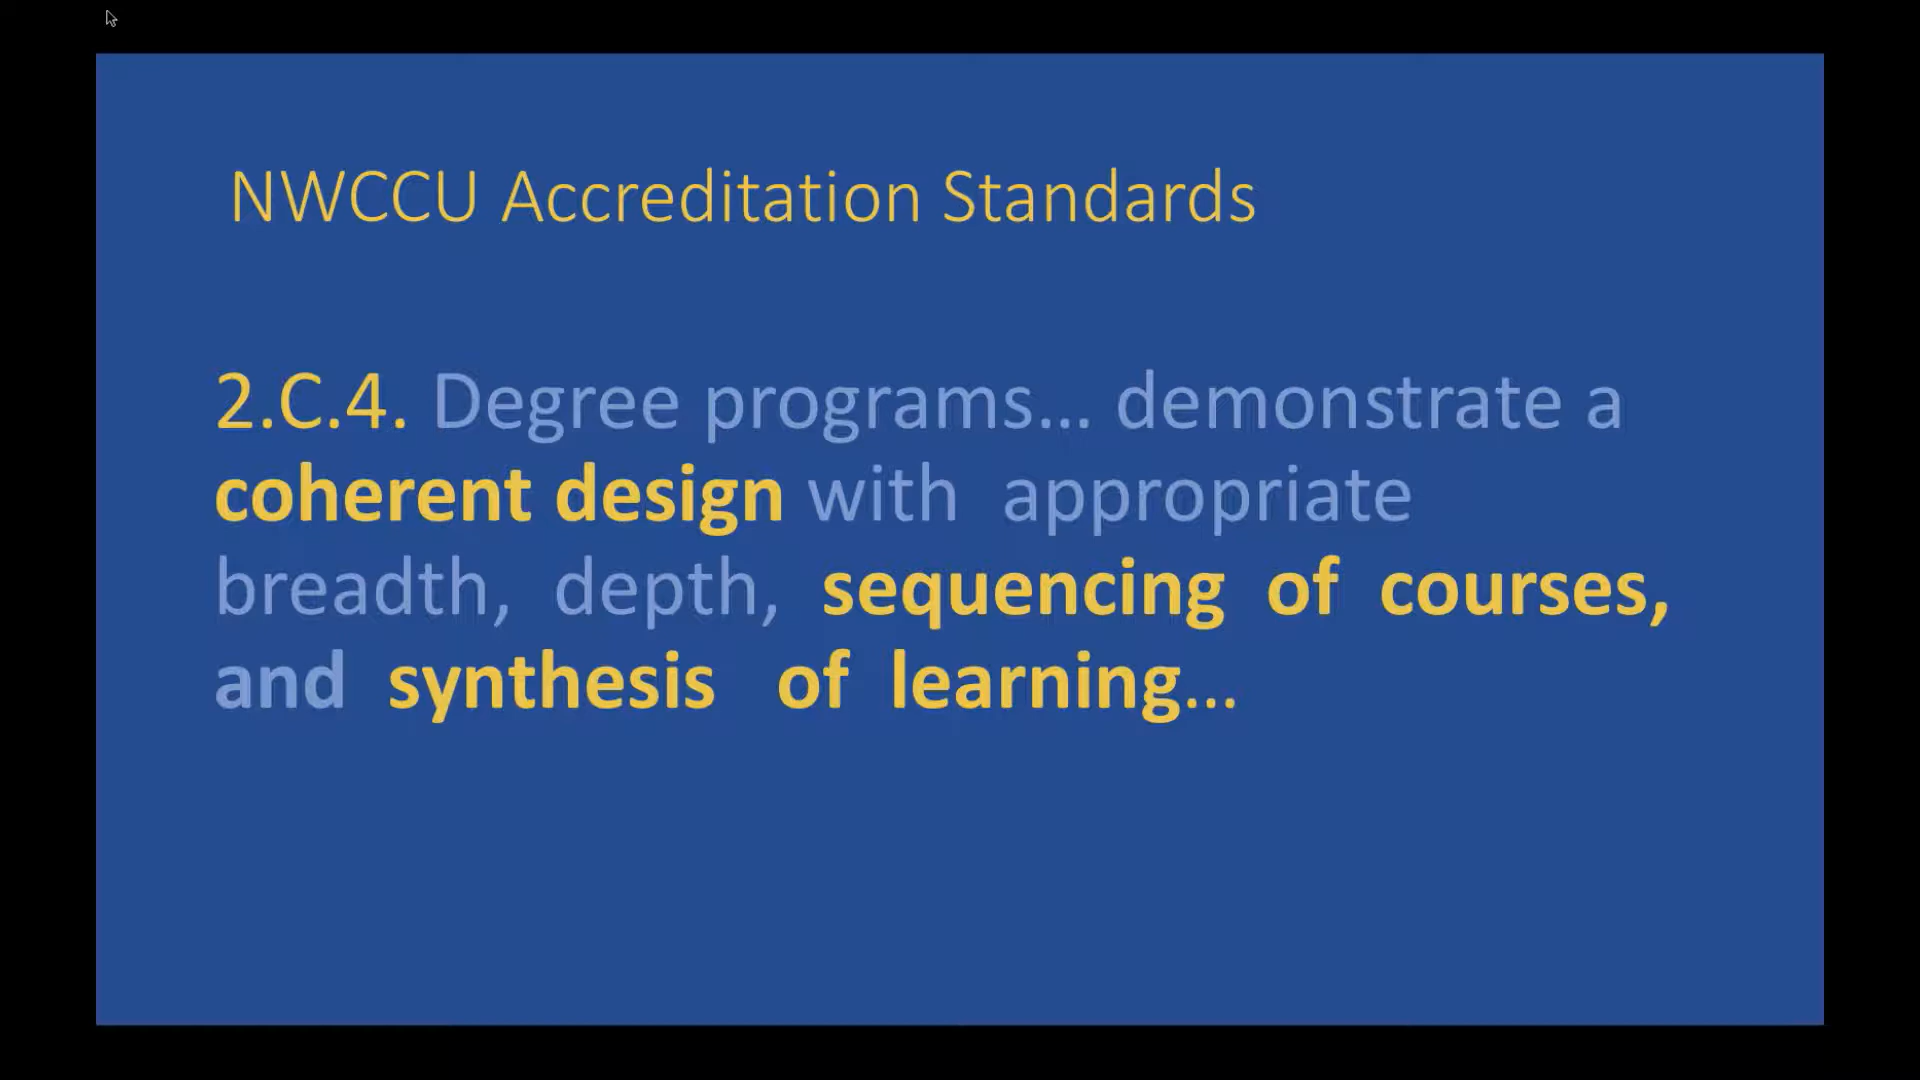 NWCCU Accreditation Standards
2.C.4. Degree programs... demonstrate a
coherent design with appropriate
breadth, depth, sequencing of courses,
and synthesis of learning...